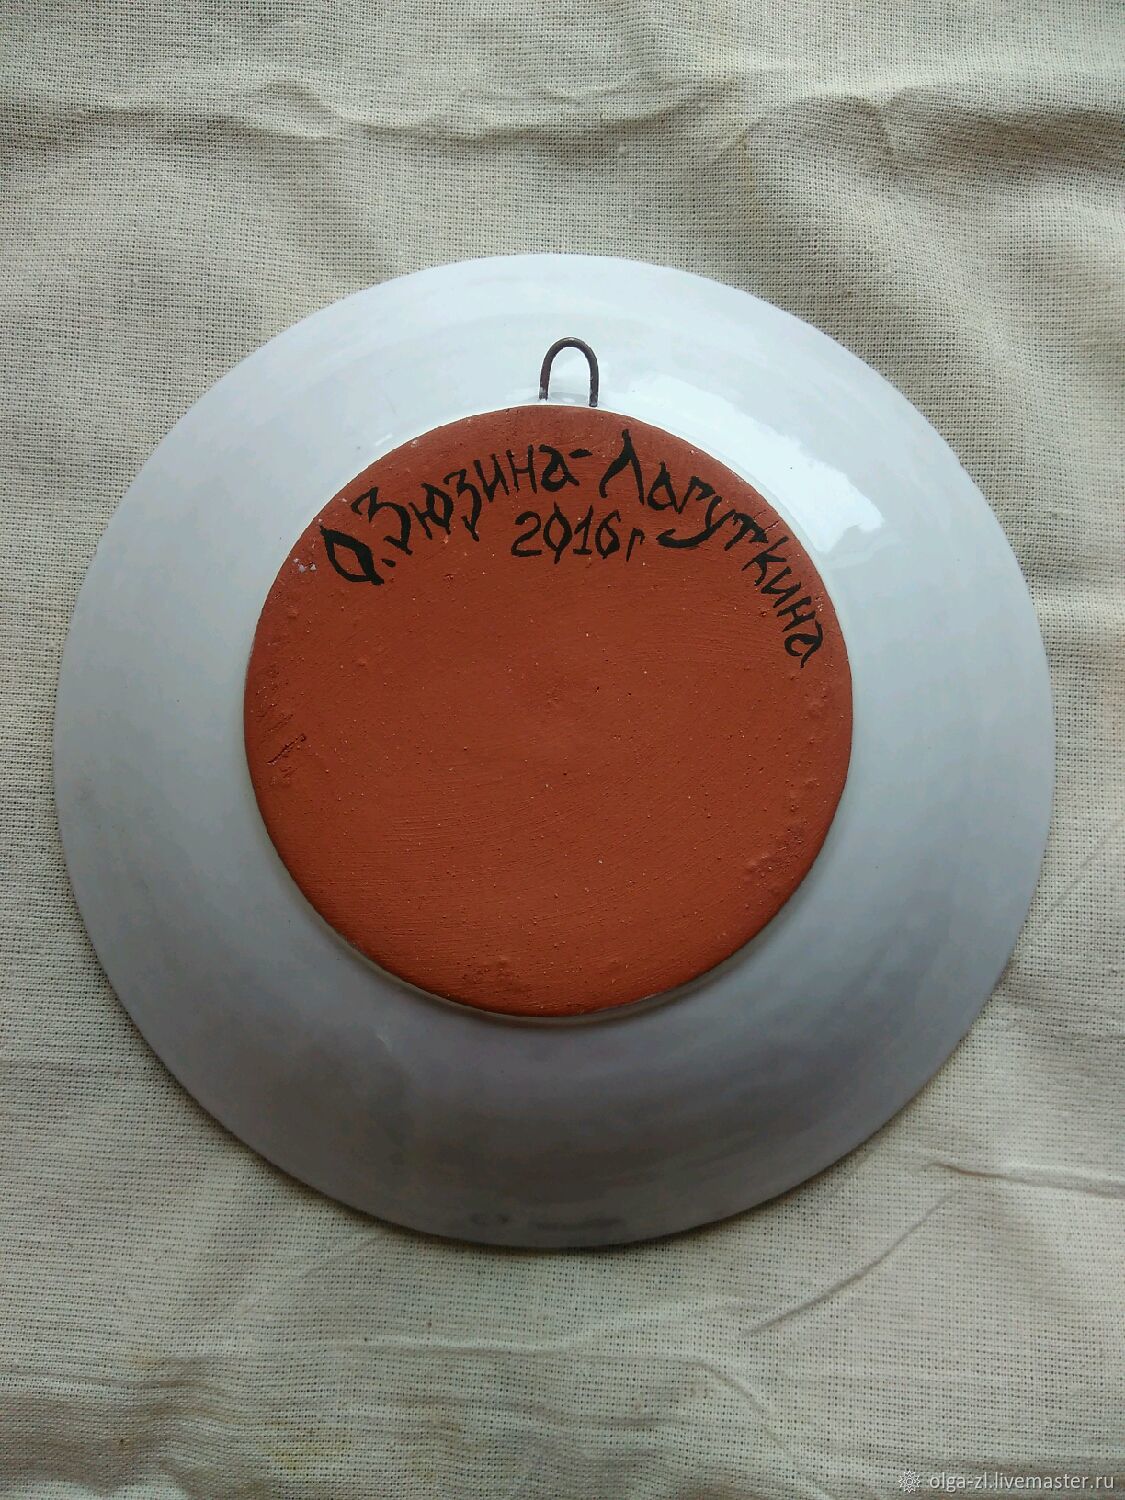 О. Зюзина-Лагуткина
2016г
olga-zl.livemaster.ru